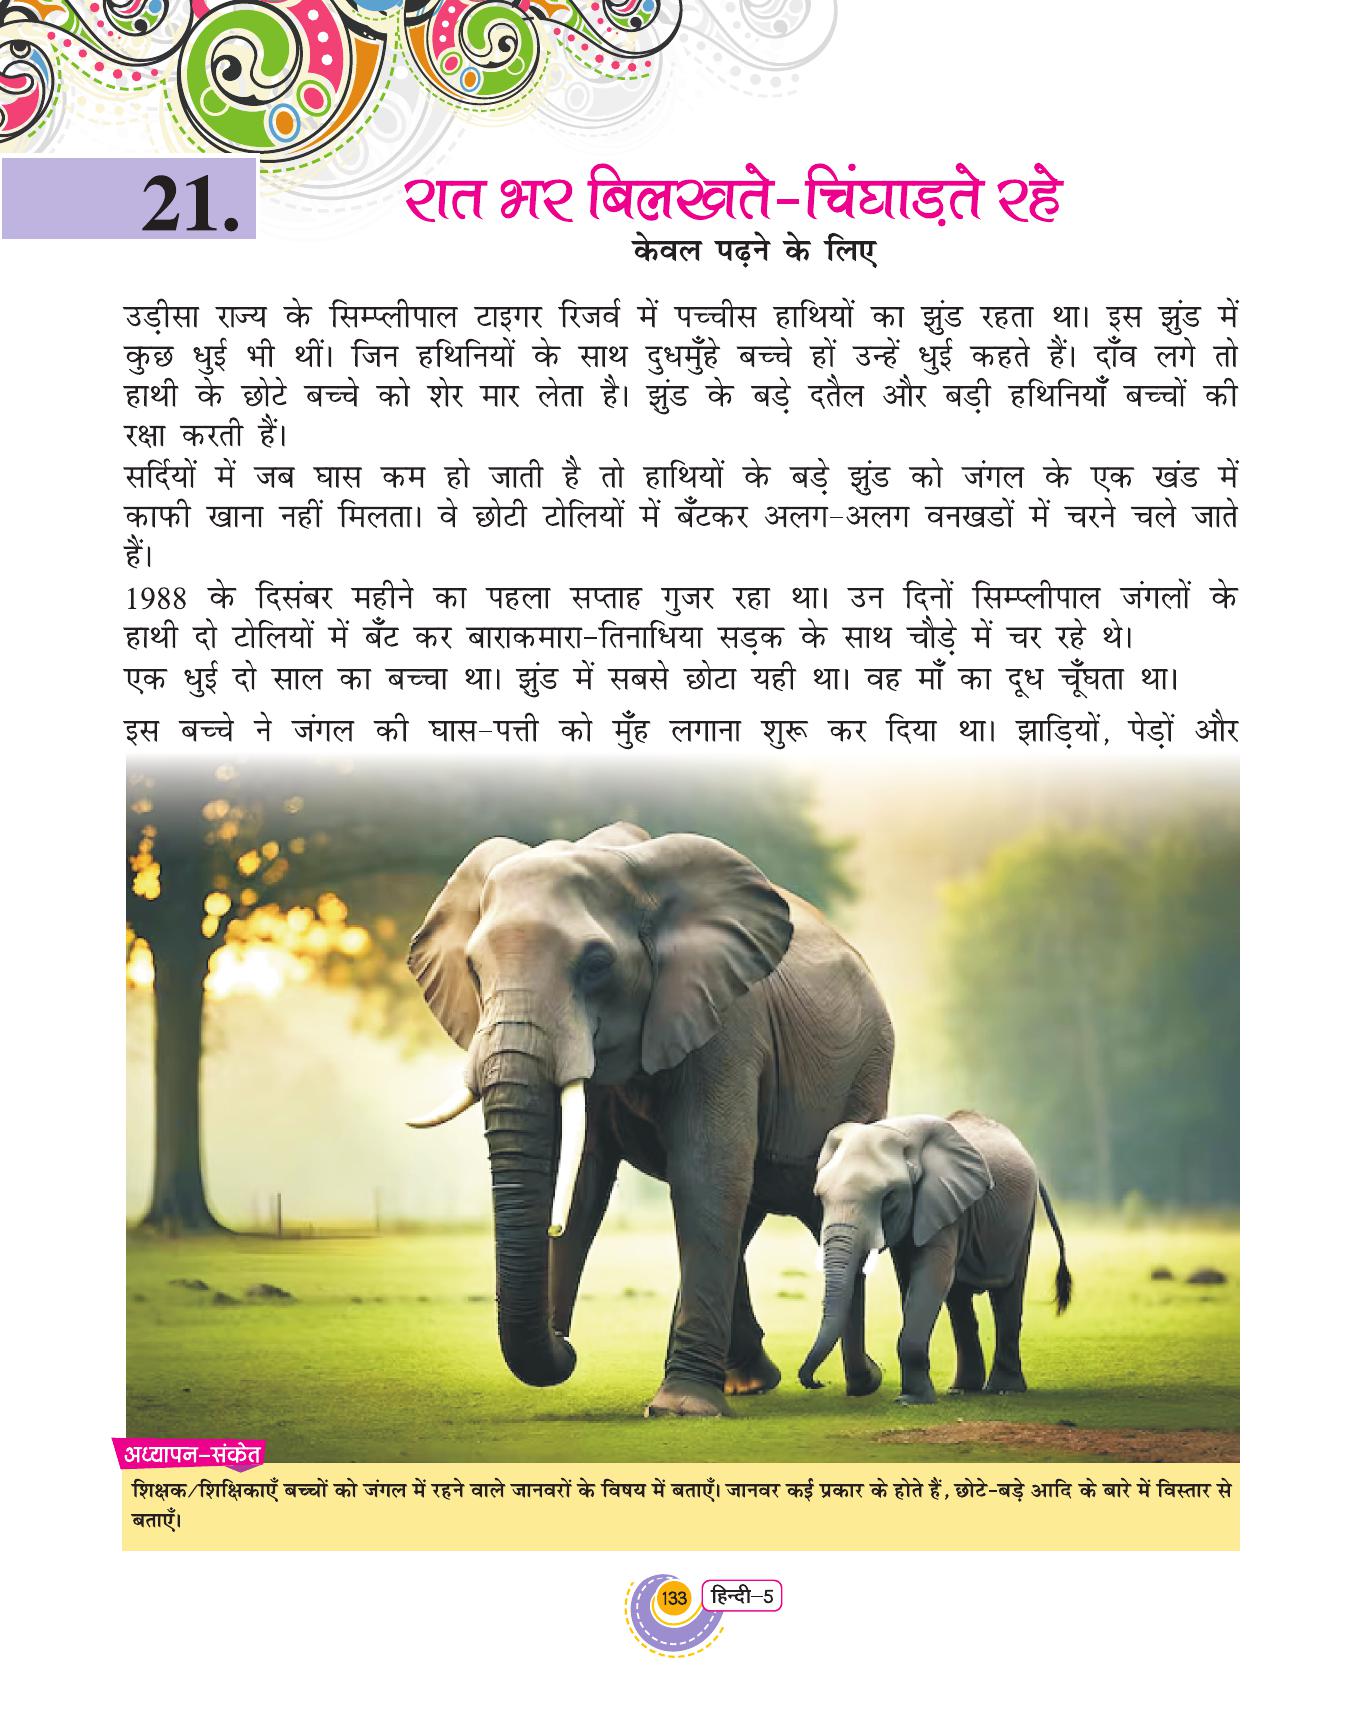 21.
रात भर बिलखते-चिंघाड़ते रहे
केवल पढ़ने के लिए
उड़ीसा राज्य के सिम्प्लीपाल टाइगर रिजर्व में पच्चीस हाथियों का झुंड रहता था। इस झुंड में
कुछ धुई भी थीं। जिन हथिनियों के साथ दुधमुँहे बच्चे हों उन्हें धुई कहते हैं। दाँव लगे तो
हाथी के छोटे बच्चे को शेर मार लेता है। झुंड के बड़े दतैल और बड़ी हथिनियाँ बच्चों की
रक्षा करती हैं।
सर्दियों में जब घास कम हो जाती है तो हाथियों के बड़े झुंड को जंगल के एक खंड में
काफी खाना नहीं मिलता। वे छोटी टोलियों में बँटकर अलग-अलग वनखडों में चरने चले जाते
हैं।
1988 के दिसंबर महीने का पहला सप्ताह गुजर रहा था। उन दिनों सिम्प्लीपाल जंगलों के
हाथी दो टोलियों में बँट कर बाराकमारा-तिनाधिया सड़क के साथ चौड़े में चर रहे थे।
एक धुई दो साल का बच्चा था। झुंड में सबसे छोटा यही था। वह माँ का दूध चूँघता था।
इस बच्चे ने जंगल की घास-पत्ती को मुँह लगाना शुरू कर दिया था। झाड़ियों, पेड़ों और
अध्यापन-संकेत
शिक्षक/शिक्षिकाएँ बच्चों को जंगल में रहने वाले जानवरों के विषय में बताएँ। जानवर कई प्रकार के होते हैं, छोटे-बड़े आदि के बारे में विस्तार से
बताएँ।
133 हिन्दी-5